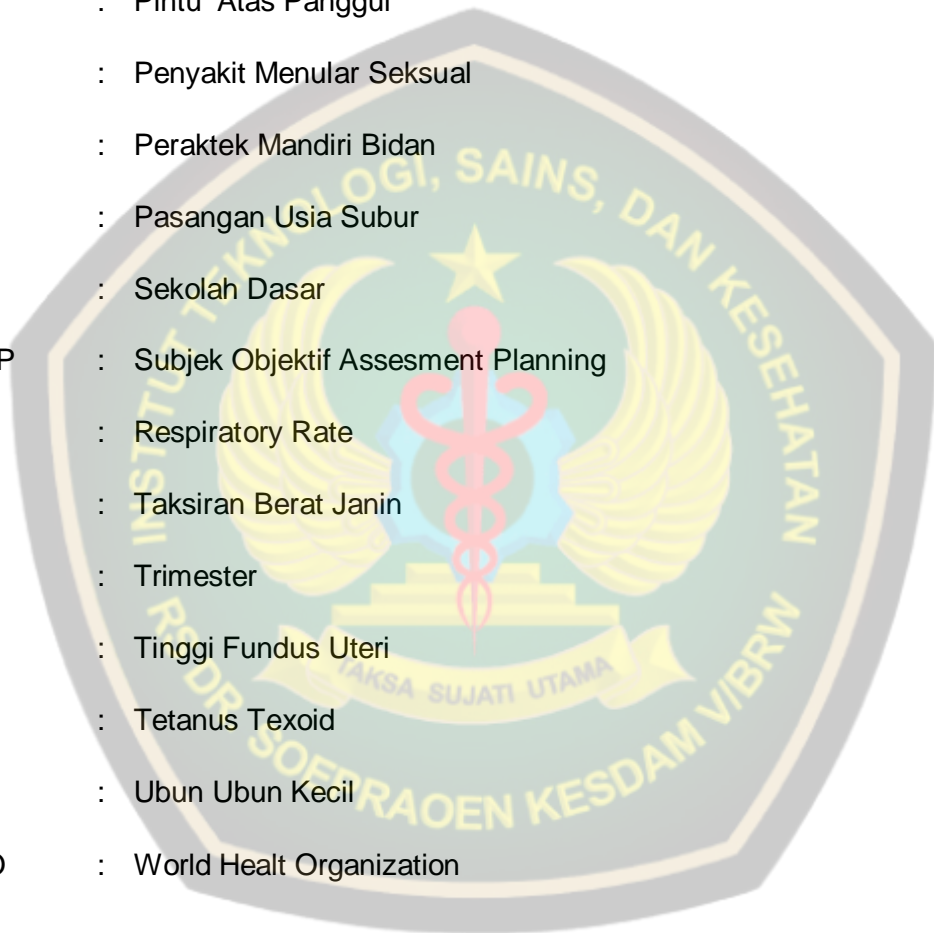 : Pintu Atas Panggul
: Penyakit Menular Seksual
: Peraktek Mandiri Bidan
: Pasangan Usia Subur
: Sekolah Dasar
P : Subjek Objektif Assesment Planning
: Respiratory Rate
: Taksiran Berat Janin
: Trimester
: Tinggi Fundus Uteri
: Tetanus Texoid
: Ubun Ubun Kecil
: World Healt Organization
INSTITUT TEKNOLOGI, SAINS, DAN KESEHATAN
TAKSA SUJATI UTAMA
RS DR. SOEPRAOEN KESDAM V/BRW